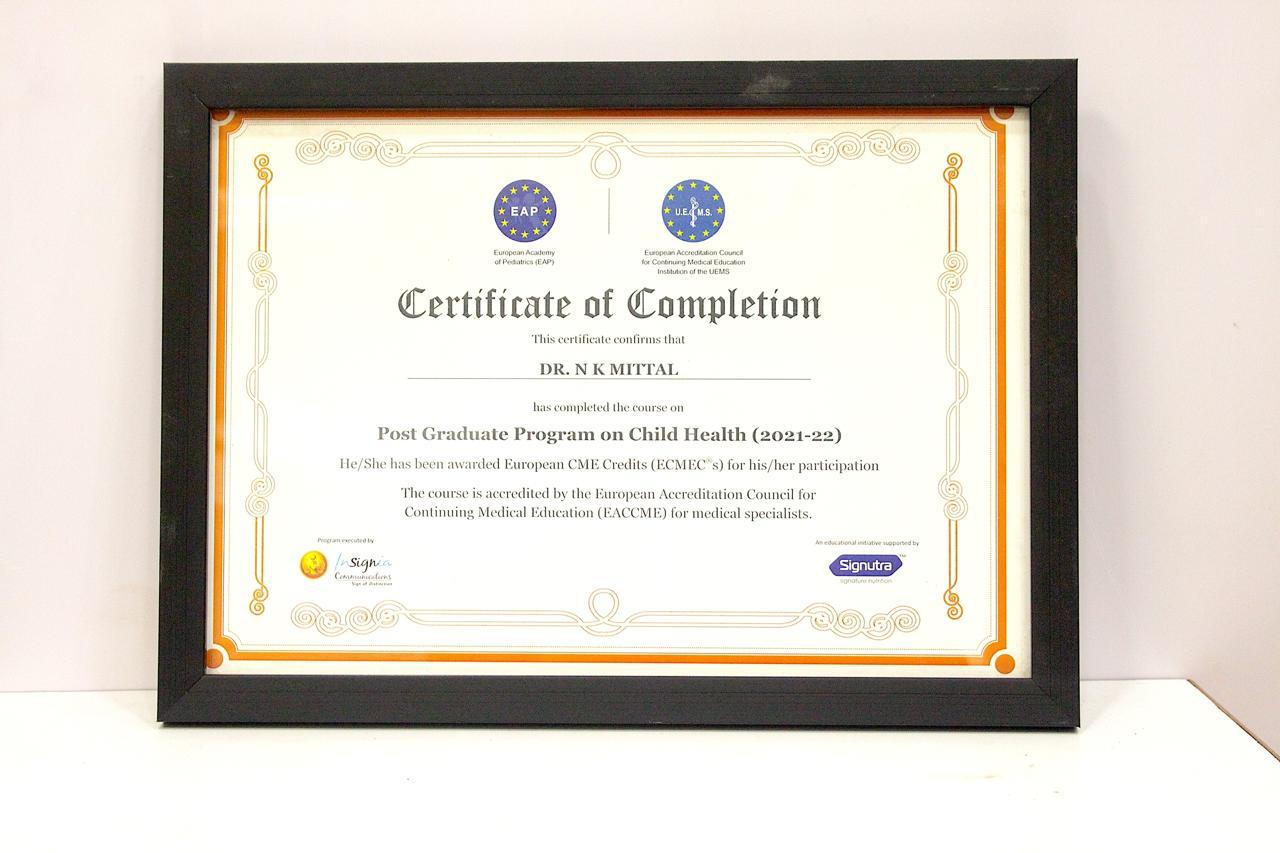 EAP
U.E.M.S.
European Academy
of Pediatrics (EAP)
European Accreditation Council
for Continuing Medical Education
Institution of the UEMS
Certificate of Completion
This certificate confirms that
DR. N K MITTAL
has completed the course on
Post Graduate Program on Child Health (2021-22)
He/She has been awarded European CME Credits (ECMEC®s) for his/her participation
The course is accredited by the European Accreditation Council for
Continuing Medical Education (EACCME) for medical specialists.
Program executed by
Insignia
Communications
Sign of distinction
An educational initiative supported by
Signutra™
signature nutrition